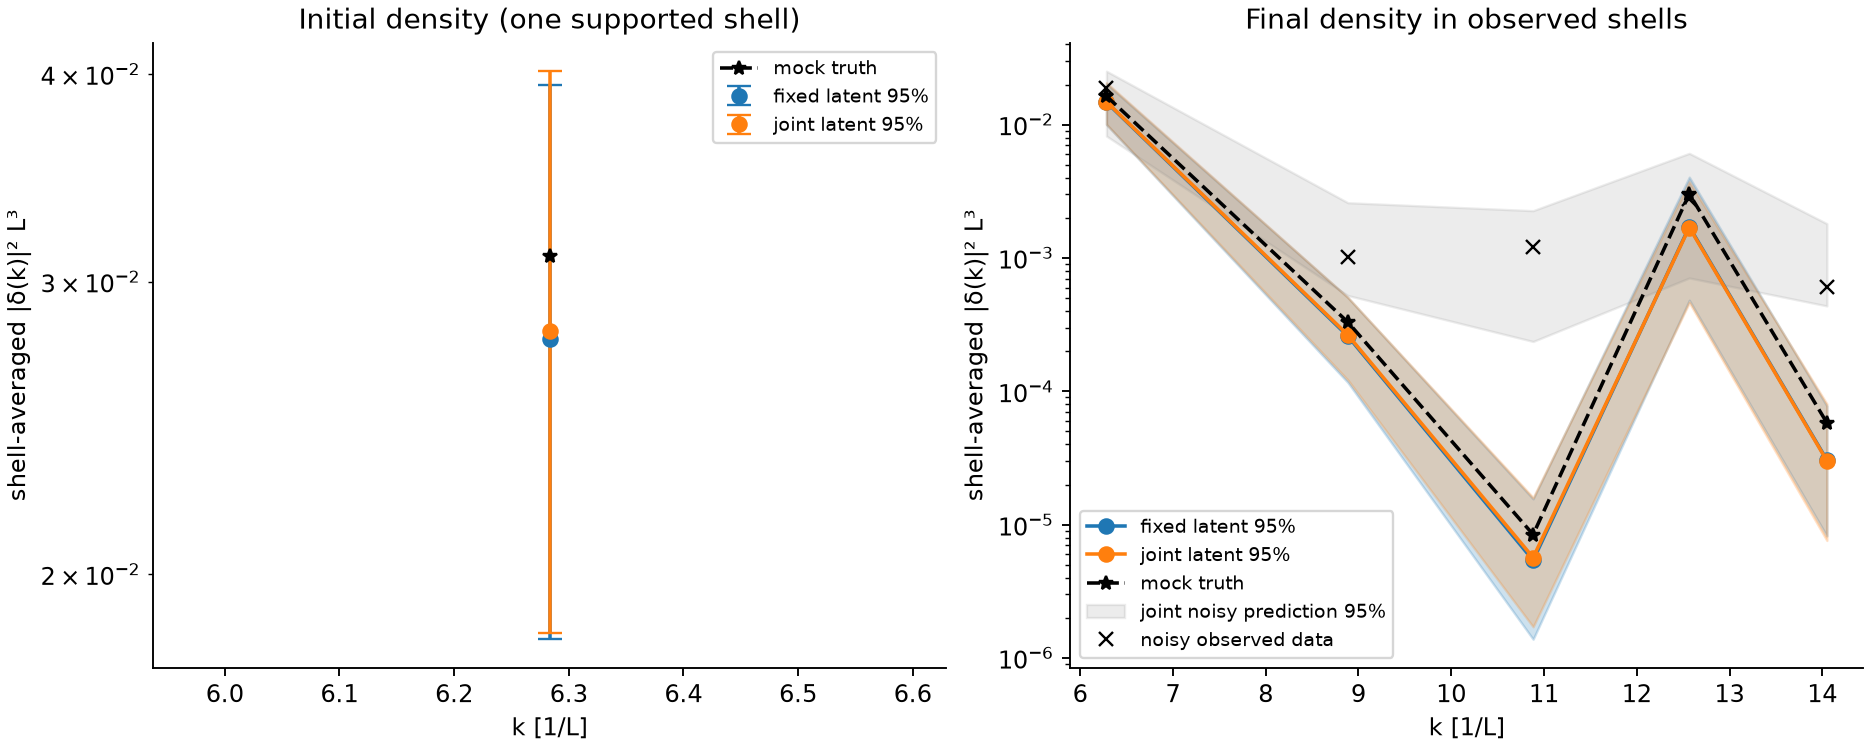 Initial density (one supported shell)
4 × 10⁻²
3 × 10⁻²
2 × 10⁻²
shell-averaged |δ(k)|² L³
mock truth
fixed latent 95%
joint latent 95%
6.0 6.1 6.2 6.3 6.4 6.5 6.6
k [1/L]
Final density in observed shells
10⁻²
10⁻³
10⁻⁴
10⁻⁵
10⁻⁶
shell-averaged |δ(k)|² L³
fixed latent 95%
joint latent 95%
mock truth
joint noisy prediction 95%
noisy observed data
6 7 8 9 10 11 12 13 14
k [1/L]